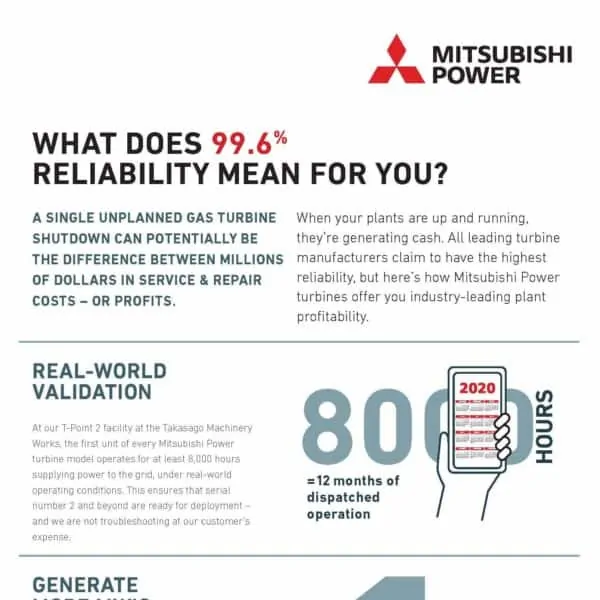 MITSUBISHI
POWER
WHAT DOES 99.6%
RELIABILITY MEAN FOR YOU?
A SINGLE UNPLANNED GAS TURBINE
SHUTDOWN CAN POTENTIALLY BE
THE DIFFERENCE BETWEEN MILLIONS
OF DOLLARS IN SERVICE & REPAIR
COSTS – OR PROFITS.
When your plants are up and running,
they're generating cash. All leading turbine
manufacturers claim to have the highest
reliability, but here's how Mitsubishi Power
turbines offer you industry-leading plant
profitability.
REAL-WORLD
VALIDATION
At our T-Point 2 facility at the Takasago Machinery
Works, the first unit of every Mitsubishi Power
turbine model operates for at least 8,000 hours
supplying power to the grid, under real-world
operating conditions. This ensures that serial
number 2 and beyond are ready for deployment –
and we are not troubleshooting at our customer's
expense.
2020
8000
HOURS
=12 months of
dispatched
operation
GENERATE